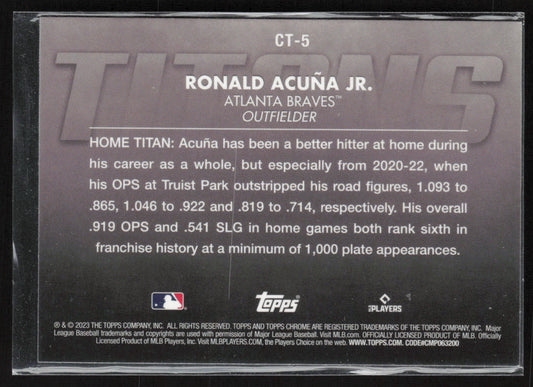 CT-5
TITANS
RONALD ACUÑA JR.
ATLANTA BRAVES™
OUTFIELDER
HOME TITAN: Acuña has been a better hitter at home during
his career as a whole, but especially from 2020-22, when
his OPS at Truist Park outstripped his road figures, 1.093 to
.865, 1.046 to .922 and .819 to .714, respectively. His overall
.919 OPS and .541 SLG in home games both rank sixth in
franchise history at a minimum of 1,000 plate appearances.
topps
PLAYERS
® & © 2023 THE TOPPS COMPANY, INC. ALL RIGHTS RESERVED. TOPPS AND TOPPS CHROME ARE REGISTERED TRADEMARKS OF THE TOPPS COMPANY, INC. Major
League Baseball trademarks and copyrights are used with permission of Major League Baseball. Visit MLB.com. OFFICIALLY LICENSED PRODUCT OF MLB. Officially
Licensed Product of MLB Players, Inc. Visit MLBPLAYERS.COM, the Players Choice on the web. WWW.TOPPS.COM. CODE#CMP063200